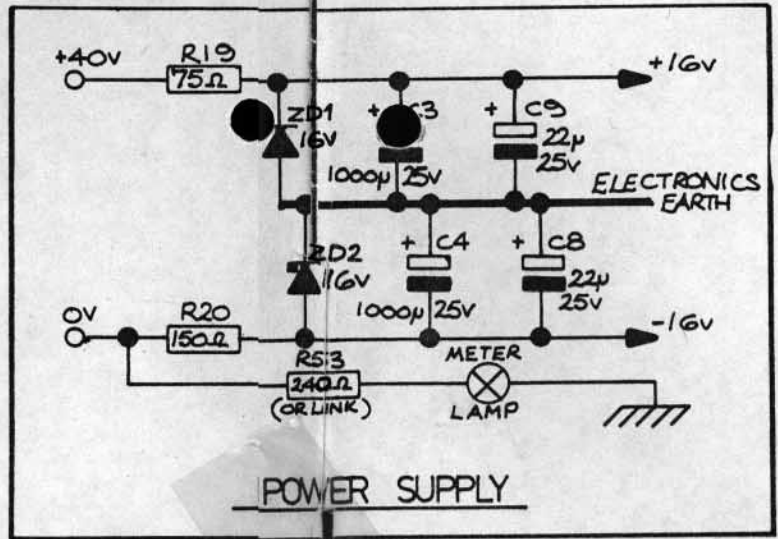 +40V
R19
75Ω
+16V
ZD1
16V
+ C3
1000μ 25V
+ C9
22μ
25V
ELECTRONICS
EARTH
ZD2
16V
+ C4
1000μ 25V
+ C8
22μ
25V
0V
R20
150Ω
-16V
R53
240Ω
(OR LINK)
METER
LAMP
POWER SUPPLY